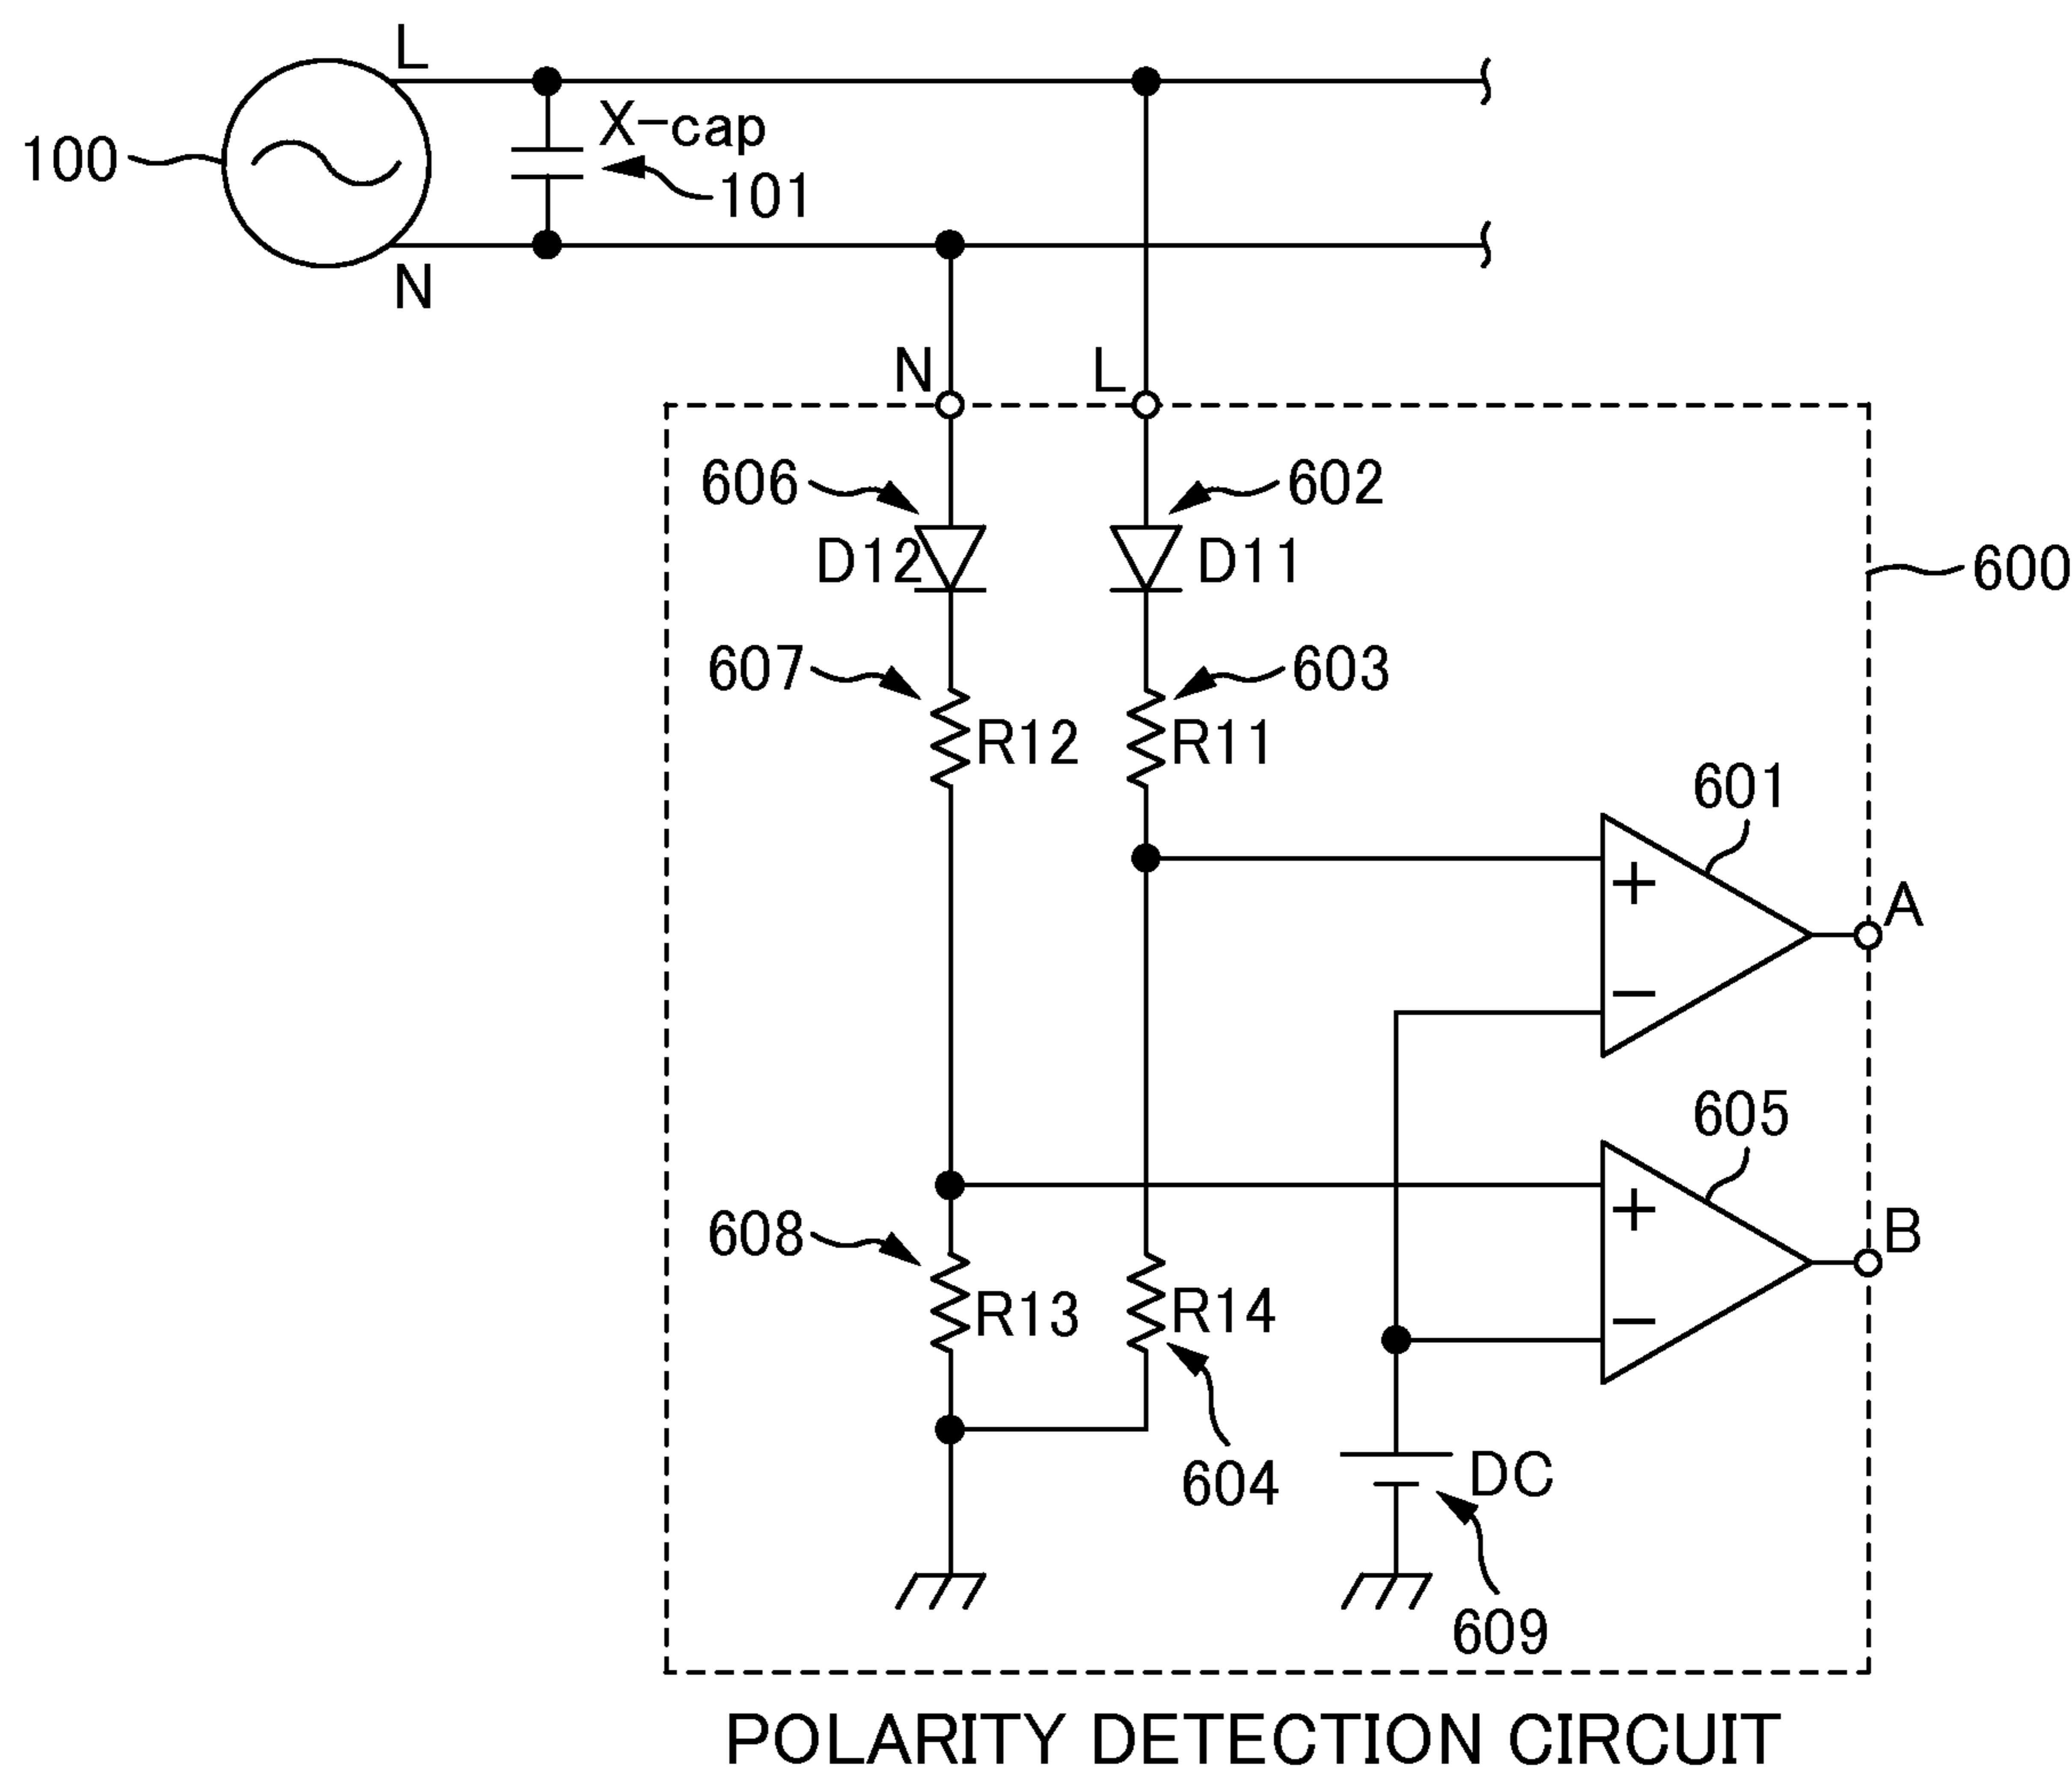 L
100
X-cap
101
N
N
L
606
602
D12
D11
600
607
603
R12
R11
601
+
A
−
605
+
B
608
R13
R14
−
604
DC
609
POLARITY DETECTION CIRCUIT